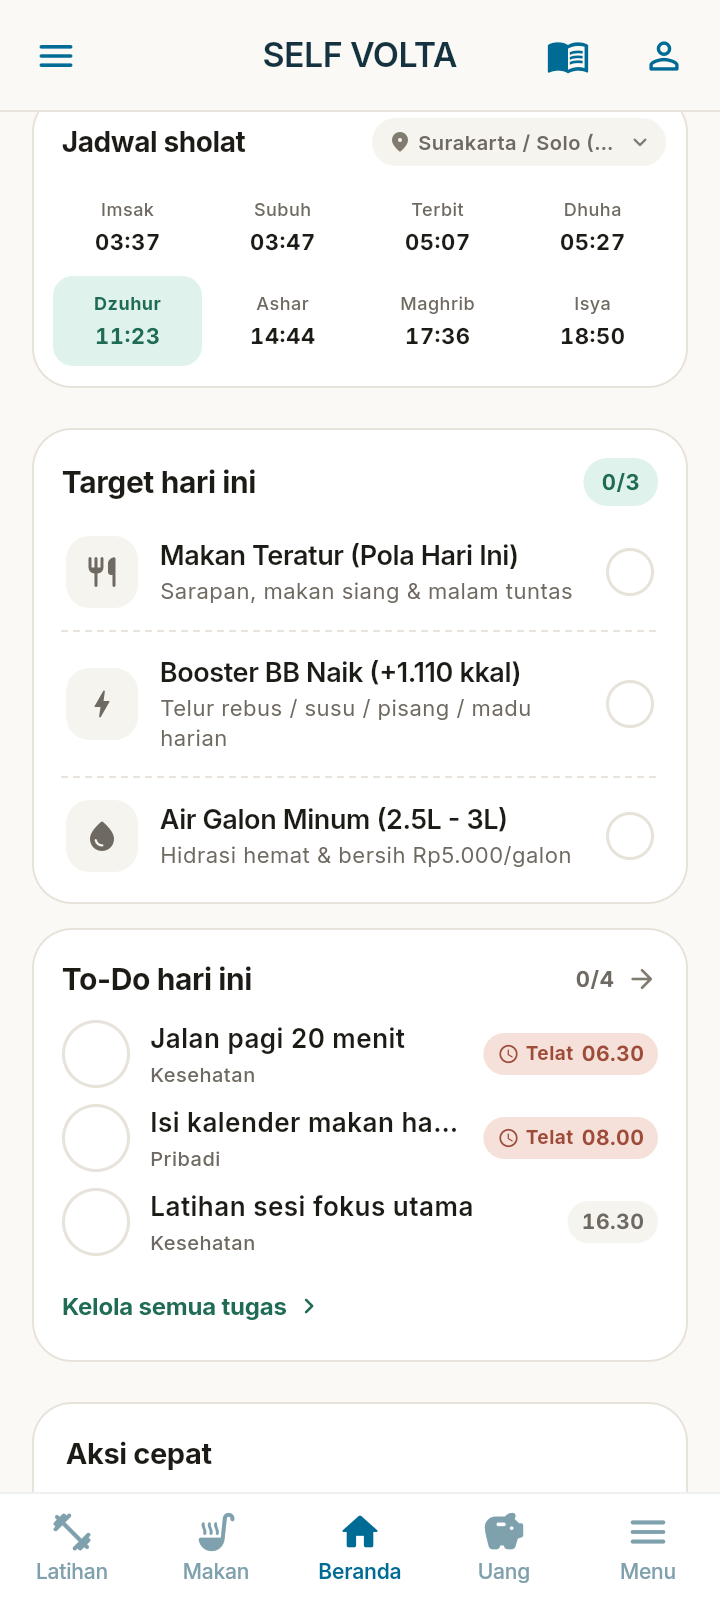 SELF VOLTA
Jadwal sholat
Surakarta / Solo (...
Imsak Subuh Terbit Dhuha
03:37 03:47 05:07 05:27
Dzuhur Ashar Maghrib Isya
11:23 14:44 17:36 18:50
Target hari ini
0/3
Makan Teratur (Pola Hari Ini)
Sarapan, makan siang & malam tuntas
Booster BB Naik (+1.110 kkal)
Telur rebus / susu / pisang / madu
harian
Air Galon Minum (2.5L - 3L)
Hidrasi hemat & bersih Rp5.000/galon
To-Do hari ini
0/4
Jalan pagi 20 menit
Kesehatan
Telat 06.30
Isi kalender makan ha...
Pribadi
Telat 08.00
Latihan sesi fokus utama
Kesehatan
16.30
Kelola semua tugas
Aksi cepat
Latihan Makan Beranda Uang Menu